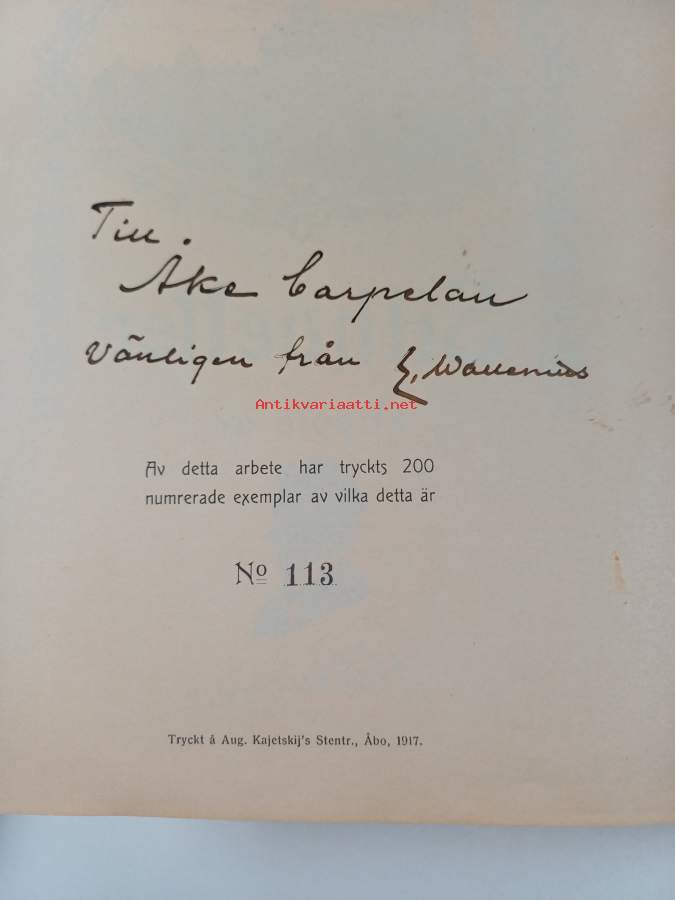 Till.
Åke Carpelan
Vänligen från E. Wallenius
Antikvariaatti.net
Av detta arbete har tryckts 200
numrerade exemplar av vilka detta är
No 113
Tryckt å Aug. Kajetskij's Stentr., Åbo, 1917.